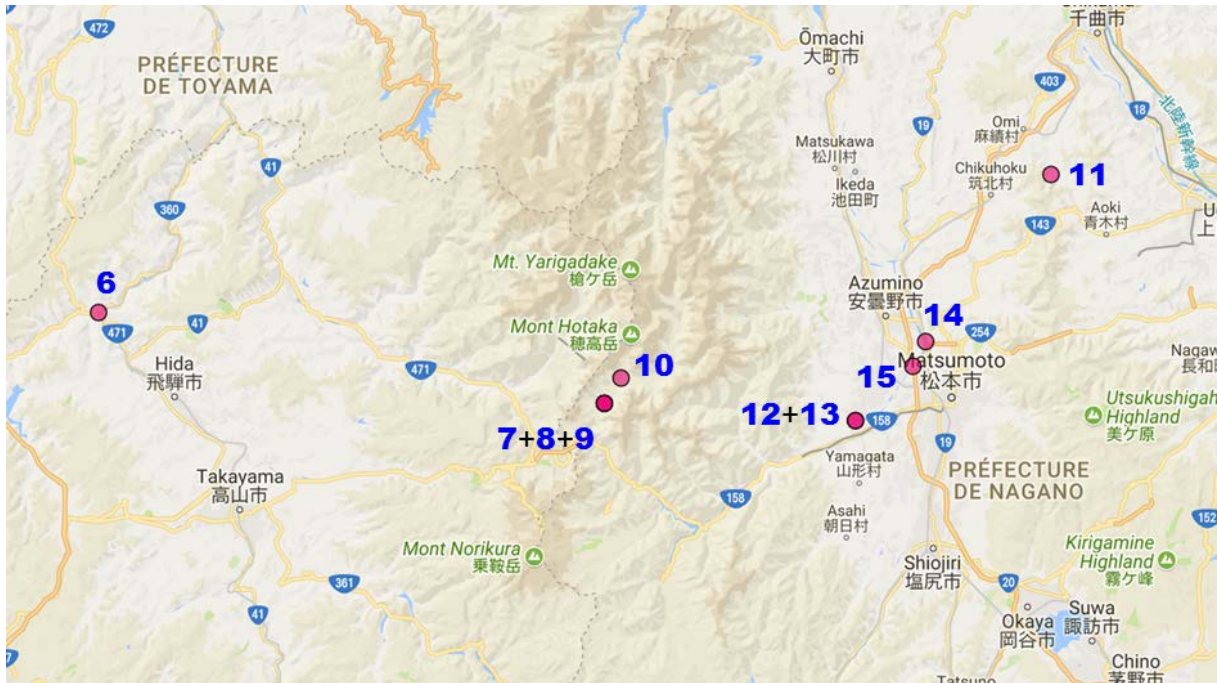 千曲市
472
PRÉFECTURE
DE TOYAMA
Ōmachi
大町市
403
18
北陸新幹線
19
Omi
麻績村
41
Matsukawa
松川村
Chikuhoku
筑北村
11
Ikeda
池田町
360
Aoki
青木村
143
上
6
Mt. Yarigadake
槍ケ岳
Azumino
安曇野市
471
41
Mont Hotaka
穂高岳
14
254
Hida
飛騨市
471
10
Matsumoto
松本市
15
7+8+9
12+13
158
Utsukushigah
Highland
美ケ原
19
Yamagata
山形村
Takayama
高山市
PRÉFECTURE
DE NAGANO
158
Asahi
朝日村
152
Mont Norikura
乗鞍岳
Shiojiri
塩尻市
Kirigamine
Highland
霧ケ峰
361
20
41
Okaya
岡谷市
Suwa
諏訪市
Chino
茅野市
Tatsuno